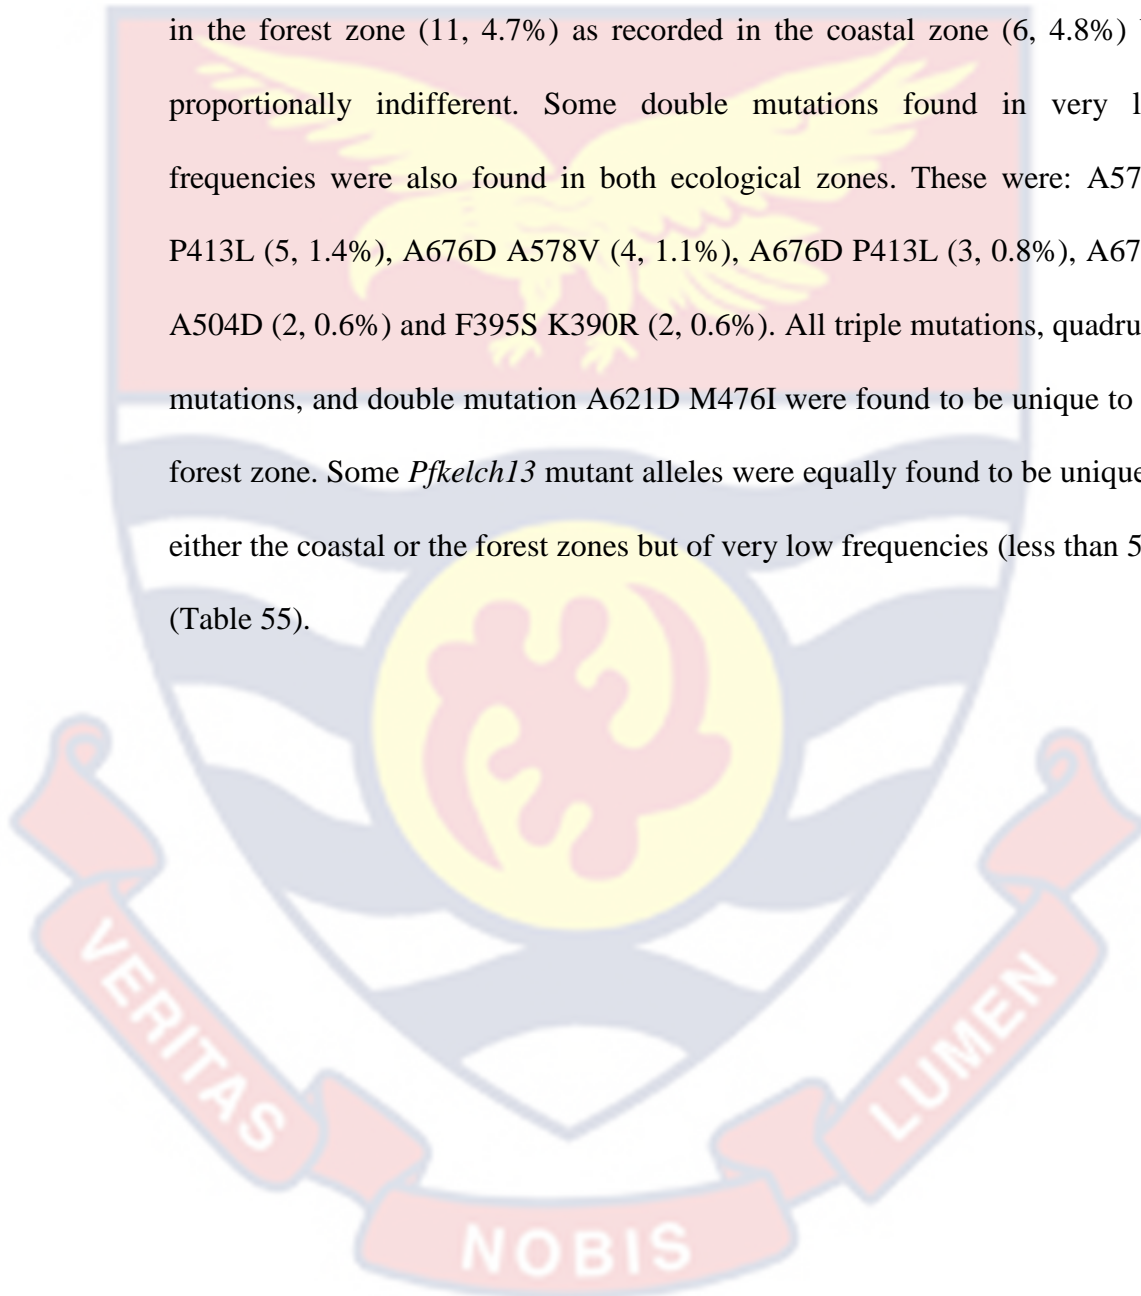 in the forest zone (11, 4.7%) as recorded in the coastal zone (6, 4.8%)
proportionally indifferent. Some double mutations found in very
frequencies were also found in both ecological zones. These were:
P413L (5, 1.4%), A676D A578V (4, 1.1%), A676D P413L (3, 0.8%),
A504D (2, 0.6%) and F395S K390R (2, 0.6%). All triple mutations,
mutations, and double mutation A621D M476I were found to be unique to
forest zone. Some Pfkelch13 mutant alleles were equally found to be unique
either the coastal or the forest zones but of very low frequencies (less than
(Table 55).
VERITAS
NOBIS
LUMEN